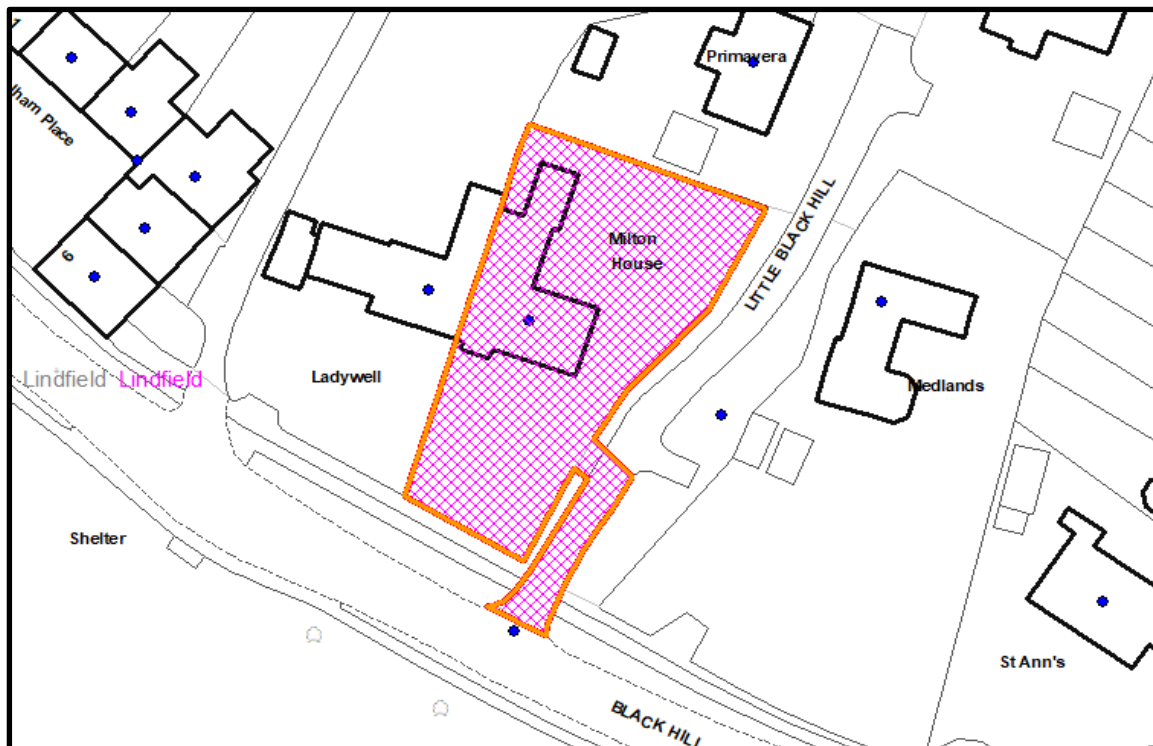 Primavera
lham Place
LITTLE BLACK HILL
Milton
House
6
Lindfield Lindfield
Ladywell
Medlands
Shelter
St Ann's
BLACK HILL